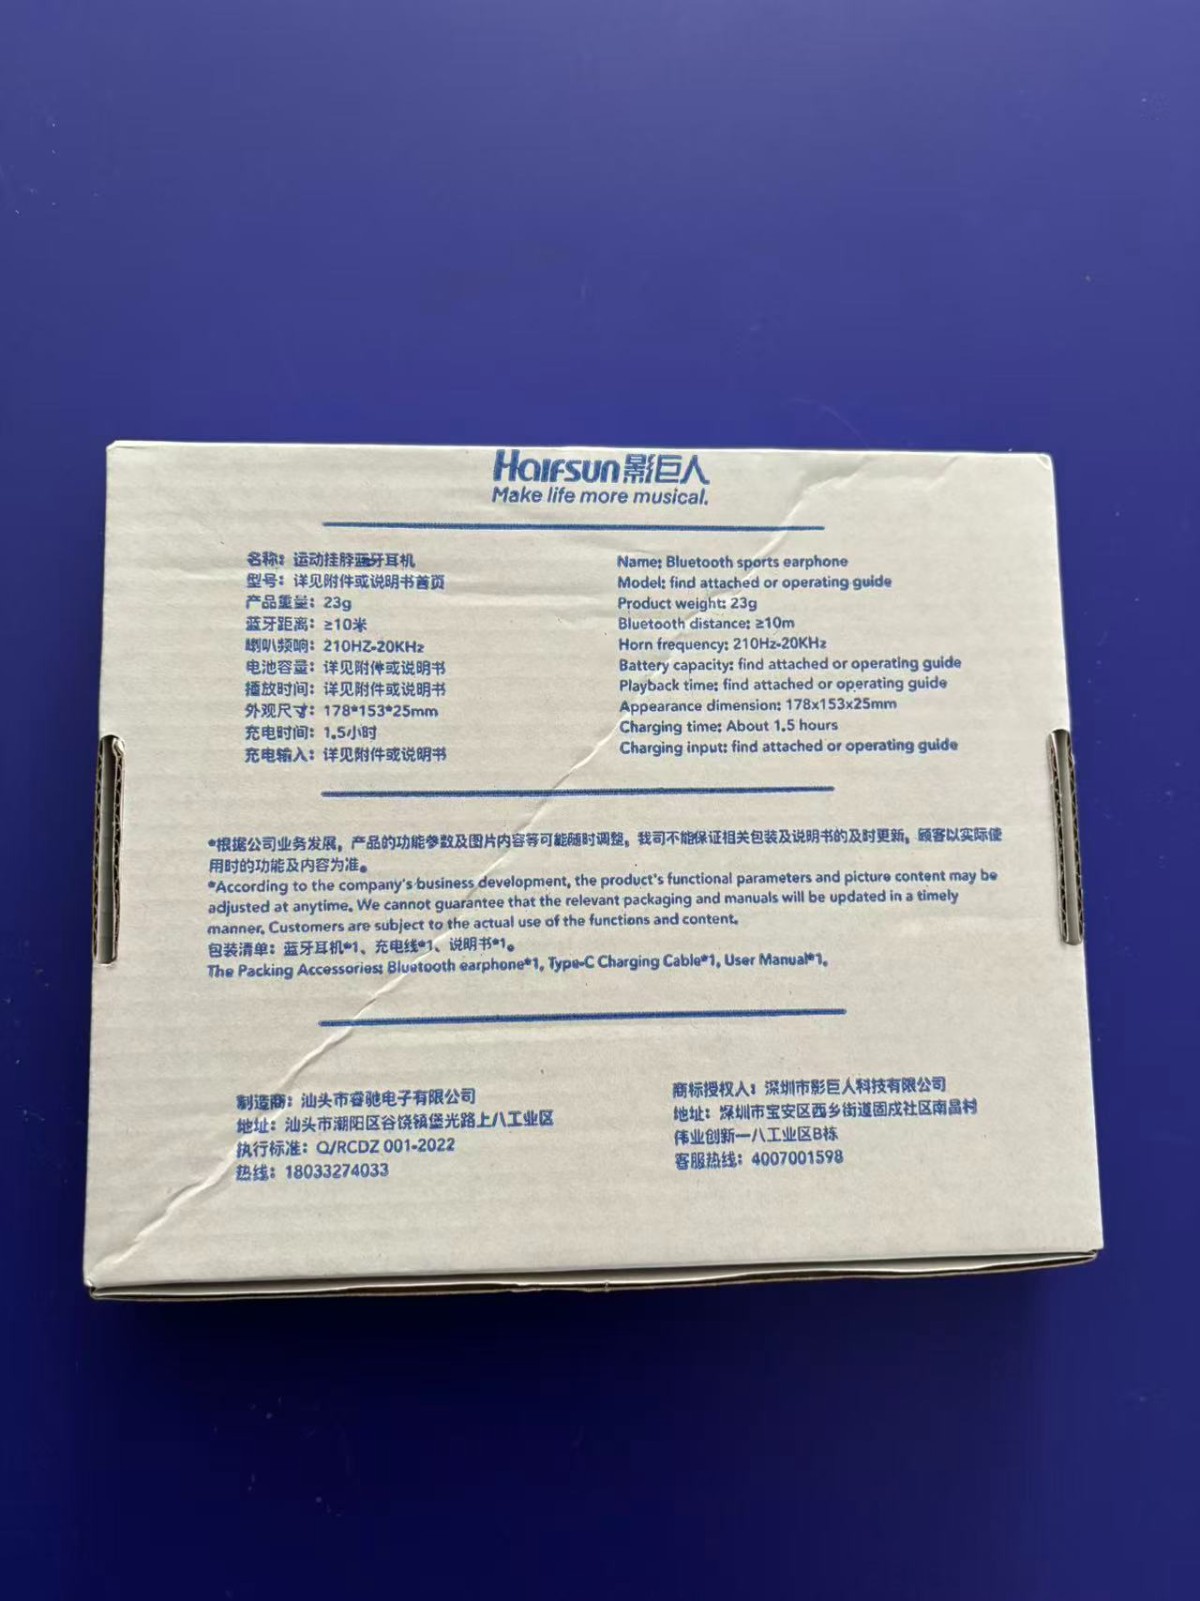 Halfsun影巨人
Make life more musical.
名称：运动挂脖蓝牙耳机
型号：详见附件或说明书首页
产品重量：23g
蓝牙距离：≥10米
喇叭频响：210HZ-20KHz
电池容量：详见附件或说明书
播放时间：详见附件或说明书
外观尺寸：178*153*25mm
充电时间：1.5小时
充电输入：详见附件或说明书
Name: Bluetooth sports earphone
Model: find attached or operating guide
Product weight: 23g
Bluetooth distance: ≥10m
Horn frequency: 210Hz-20KHz
Battery capacity: find attached or operating guide
Playback time: find attached or operating guide
Appearance dimension: 178x153x25mm
Charging time: About 1.5 hours
Charging input: find attached or operating guide
*根据公司业务发展，产品的功能参数及图片内容等可能随时调整，我司不能保证相关包装及说明书的及时更新，顾客以实际使
用时的功能及内容为准。
*According to the company's business development, the product's functional parameters and picture content may be
adjusted at anytime. We cannot guarantee that the relevant packaging and manuals will be updated in a timely
manner. Customers are subject to the actual use of the functions and content.
包装清单：蓝牙耳机*1、充电线*1、说明书*1。
The Packing Accessories: Bluetooth earphone*1, Type-C Charging Cable*1, User Manual*1.
制造商：汕头市睿驰电子有限公司
地址：汕头市潮阳区谷饶镇堡光路上八工业区
执行标准：Q/RCDZ 001-2022
热线：18033274033
商标授权人：深圳市影巨人科技有限公司
地址：深圳市宝安区西乡街道固戍社区南昌村
伟业创新一八工业区B栋
客服热线：4007001598